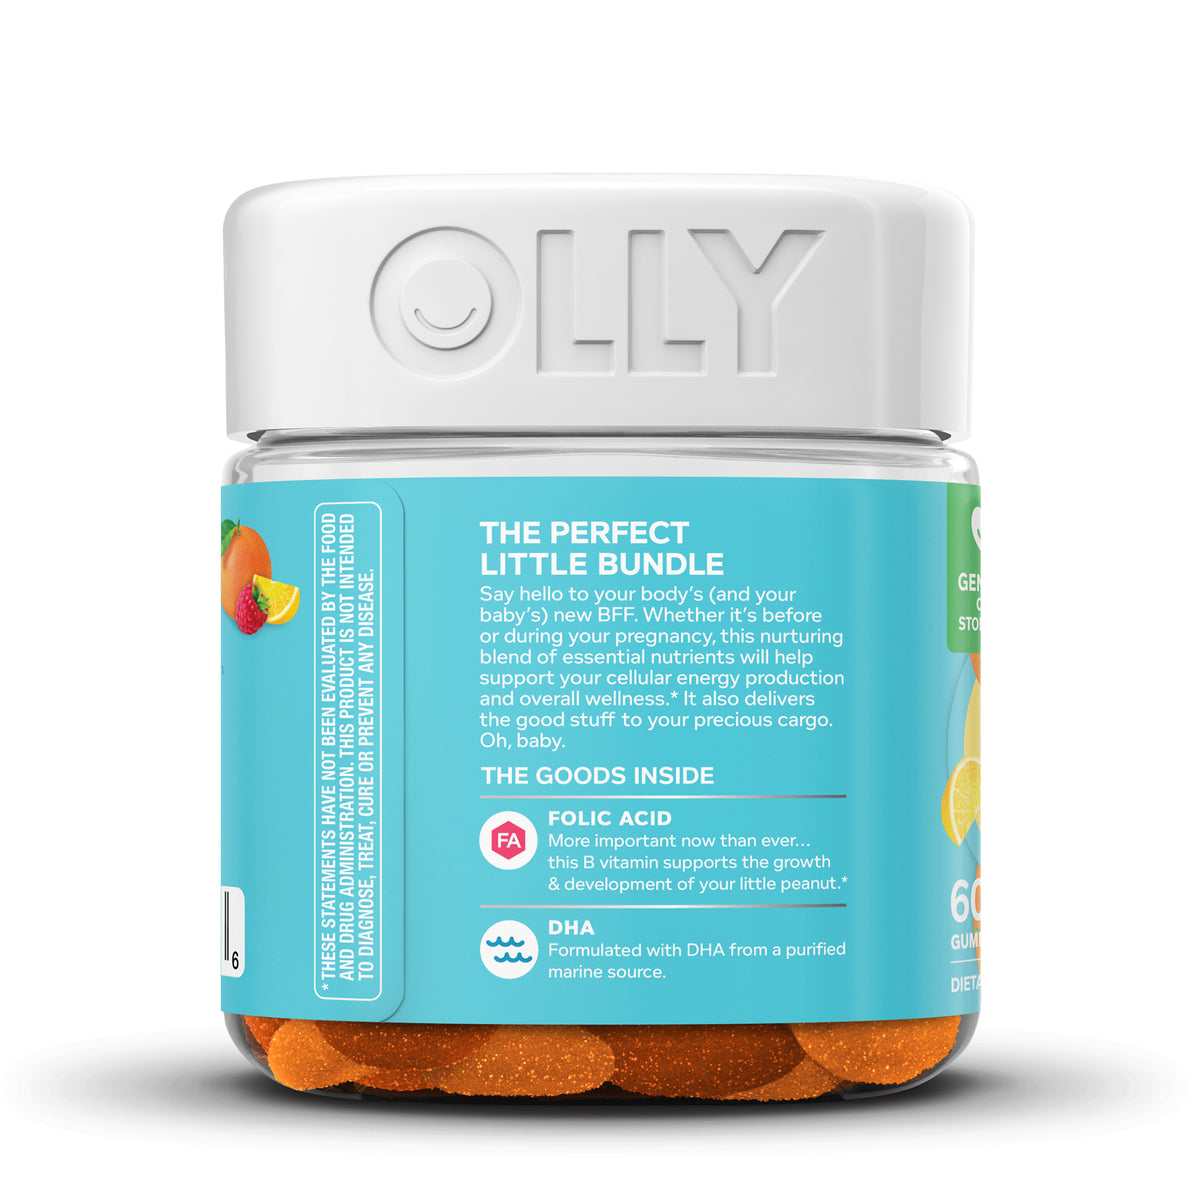 OLLY
* THESE STATEMENTS HAVE NOT BEEN EVALUATED BY THE FOOD
AND DRUG ADMINISTRATION. THIS PRODUCT IS NOT INTENDED
TO DIAGNOSE, TREAT, CURE OR PREVENT ANY DISEASE.
6
THE PERFECT
LITTLE BUNDLE
Say hello to your body's (and your
baby's) new BFF. Whether it's before
or during your pregnancy, this nurturing
blend of essential nutrients will help
support your cellular energy production
and overall wellness.* It also delivers
the good stuff to your precious cargo.
Oh, baby.
THE GOODS INSIDE
FA
FOLIC ACID
More important now than ever...
this B vitamin supports the growth
& development of your little peanut.*
DHA
Formulated with DHA from a purified
marine source.